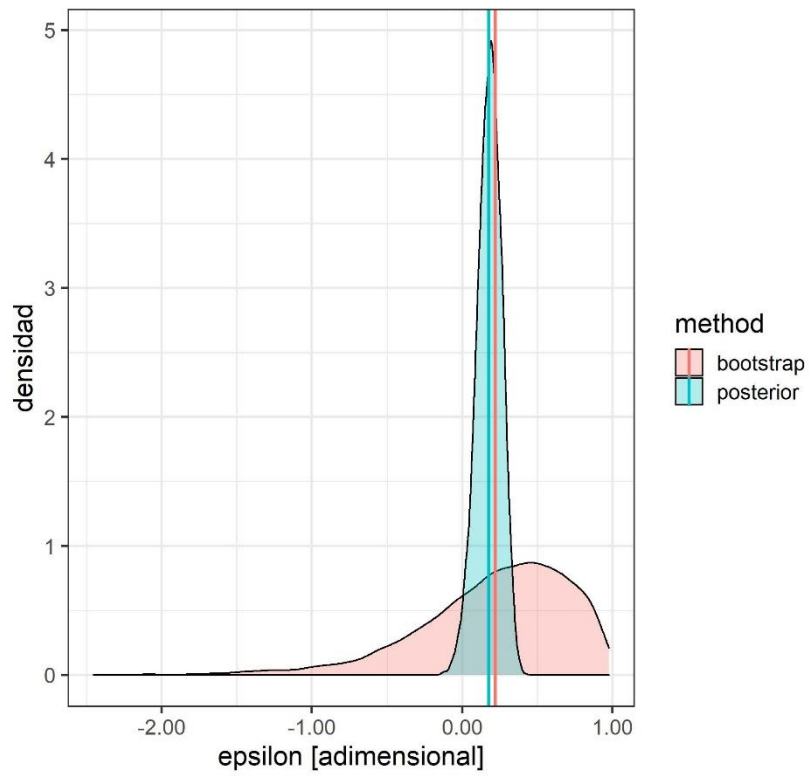 5
4
3
2
1
0
densidad
-2.00
-1.00
0.00
1.00
epsilon [adimensional]
method
bootstrap
posterior